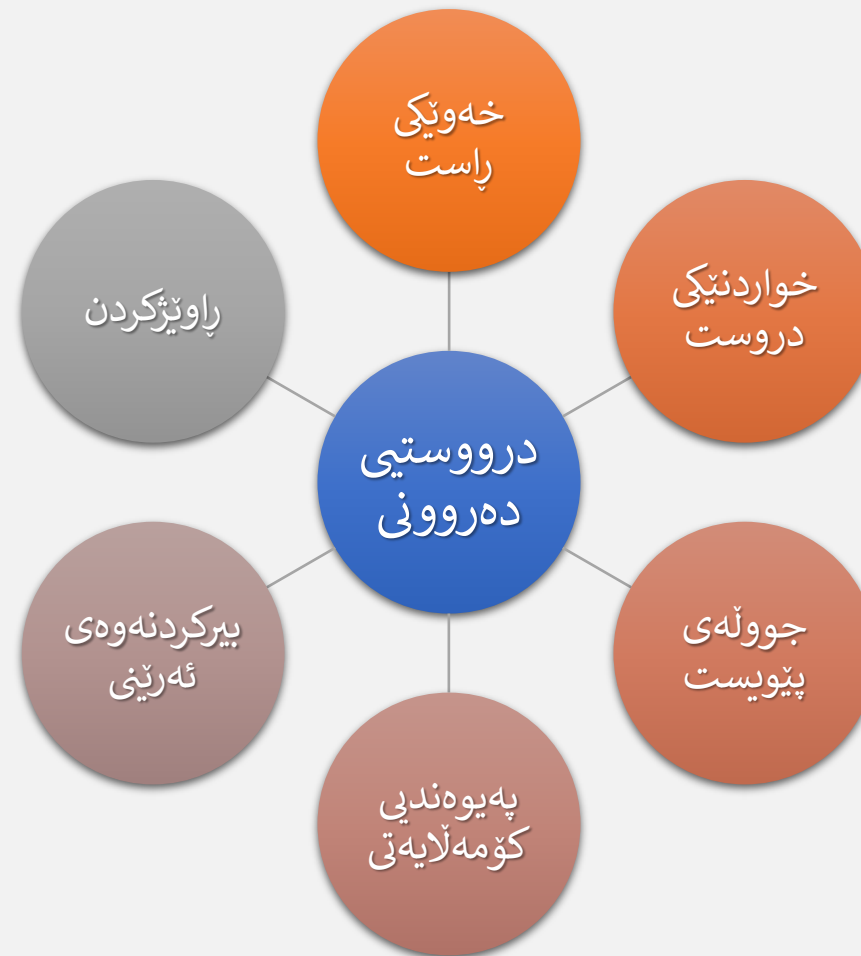 خەوێکی
ڕاست
خواردنێکی
دروست
جووڵەی
پێویست
پەیوەندیی
کۆمەڵایەتی
بیرکردنەوەی
ئەرێنی
ڕاوێژکردن
درووستیی
دەروونی